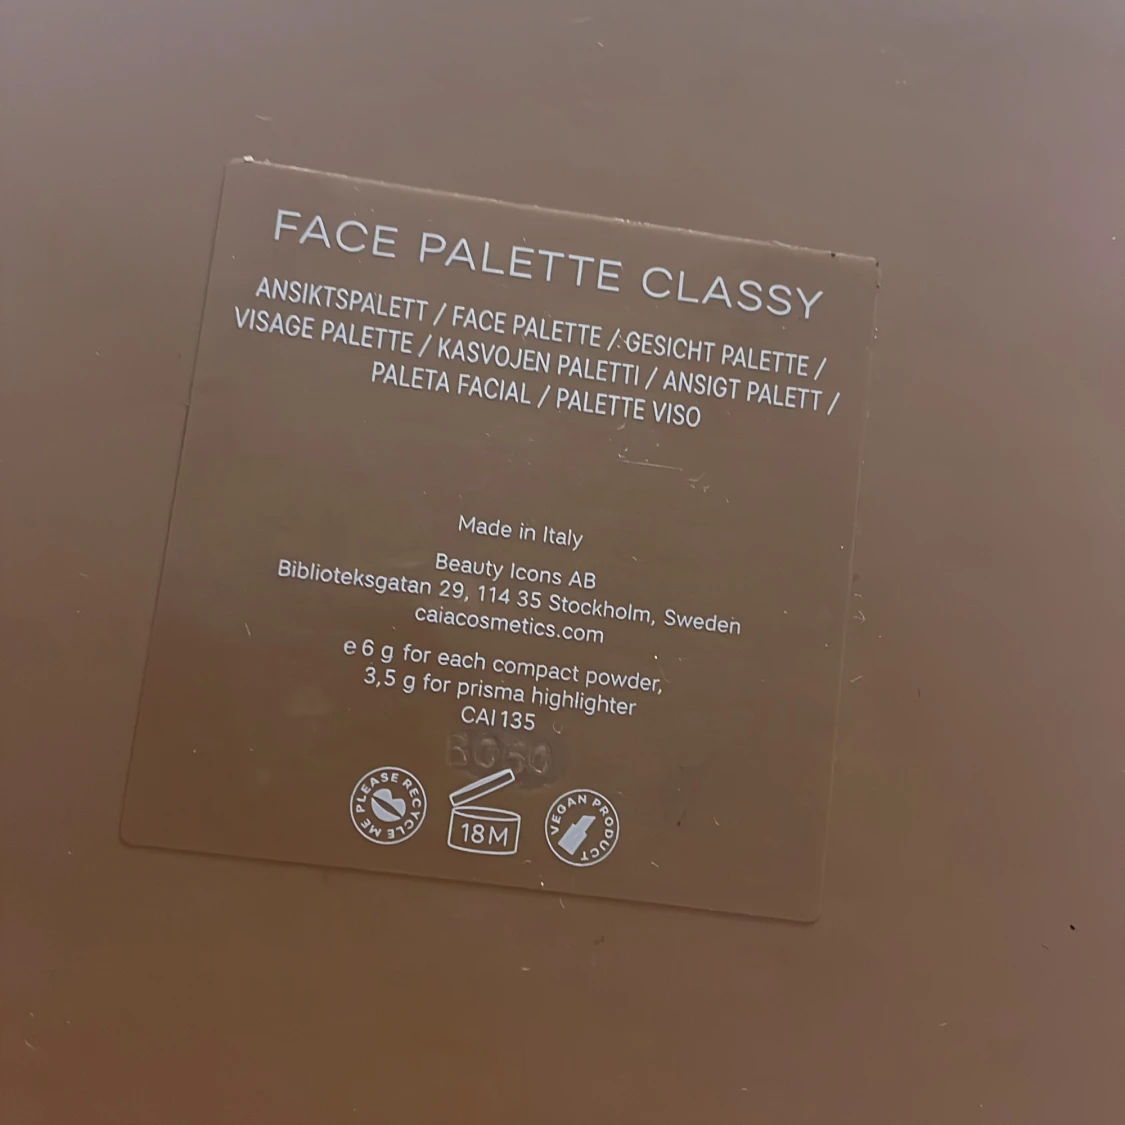 FACE PALETTE CLASSY
ANSIKTSPALETT / FACE PALETTE / GESICHT PALETTE /
VISAGE PALETTE / KASVOJEN PALETTI / ANSIGT PALETT /
PALETA FACIAL / PALETTE VISO
Made in Italy
Beauty Icons AB
Biblioteksgatan 29, 114 35 Stockholm, Sweden
caiacosmetics.com
e 6 g for each compact powder,
3,5 g for prisma highlighter
CAI135
PLEASE RECYCLE ME
18M
VEGAN PRODUCT